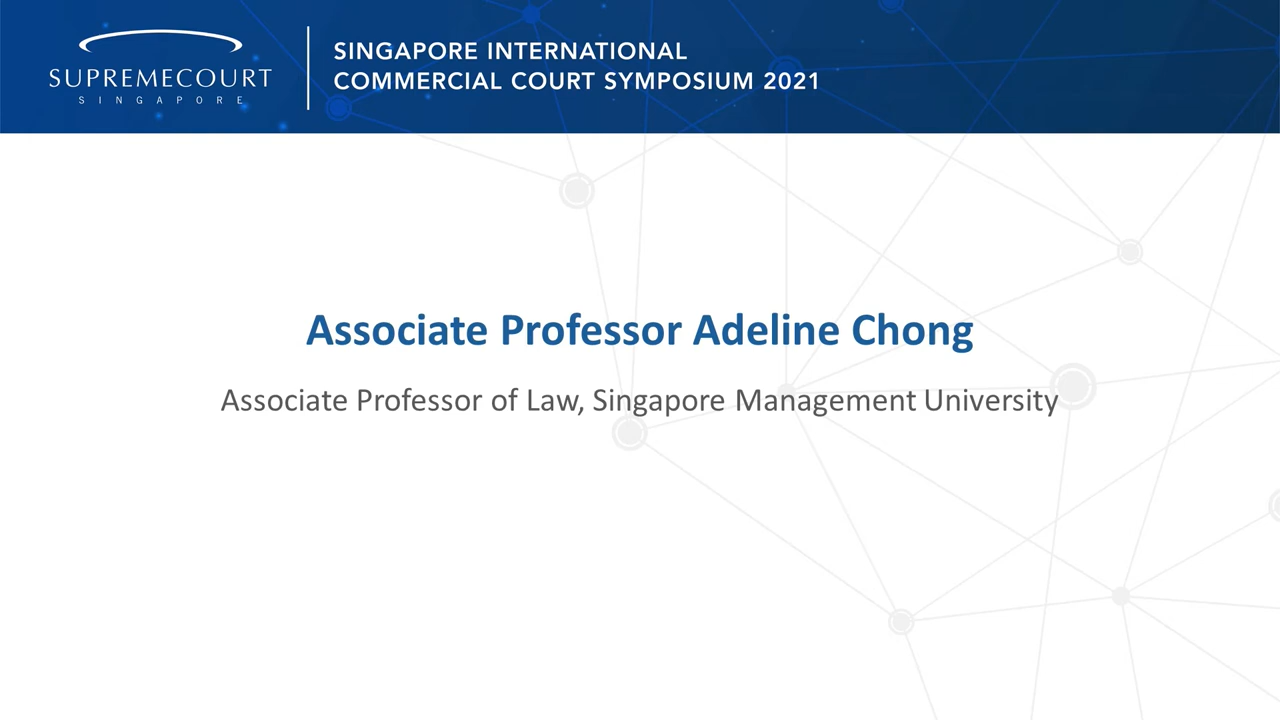 SUPREMECOURT
SINGAPORE
SINGAPORE INTERNATIONAL
COMMERCIAL COURT SYMPOSIUM 2021
Associate Professor Adeline Chong
Associate Professor of Law, Singapore Management University